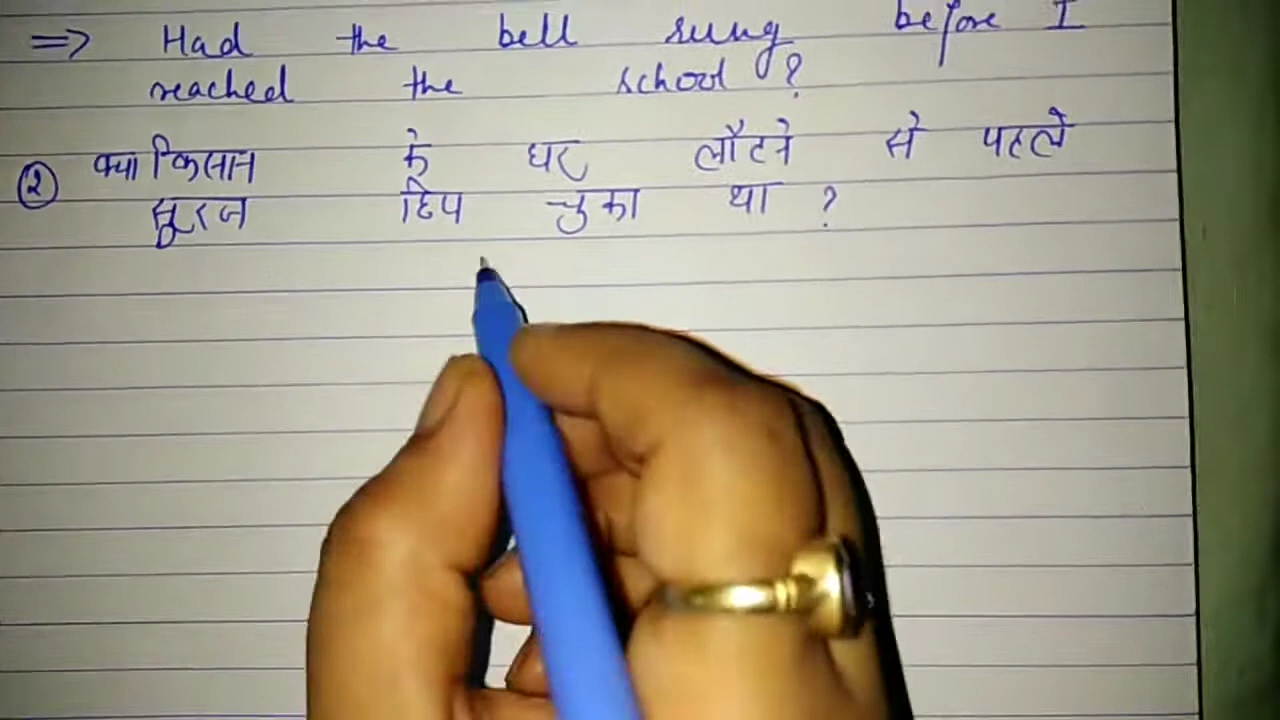 => Had the bell rung before I
reached the school ?
② क्या किसान के घर लौटने से पहले
सूरज छिप चुका था ?